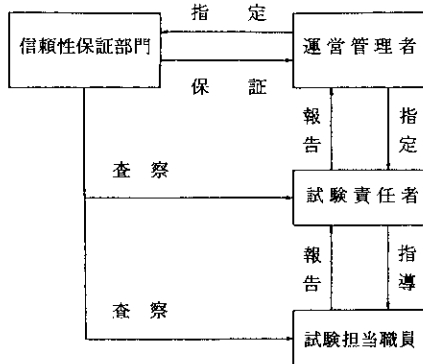 指定
信頼性保証部門
運営管理者
保証
報告
指定
査察
試験責任者
報告
指導
査察
試験担当職員